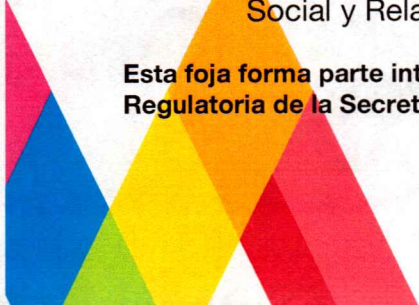 Social y Rela
Esta foja forma parte int
Regulatoria de la Secret